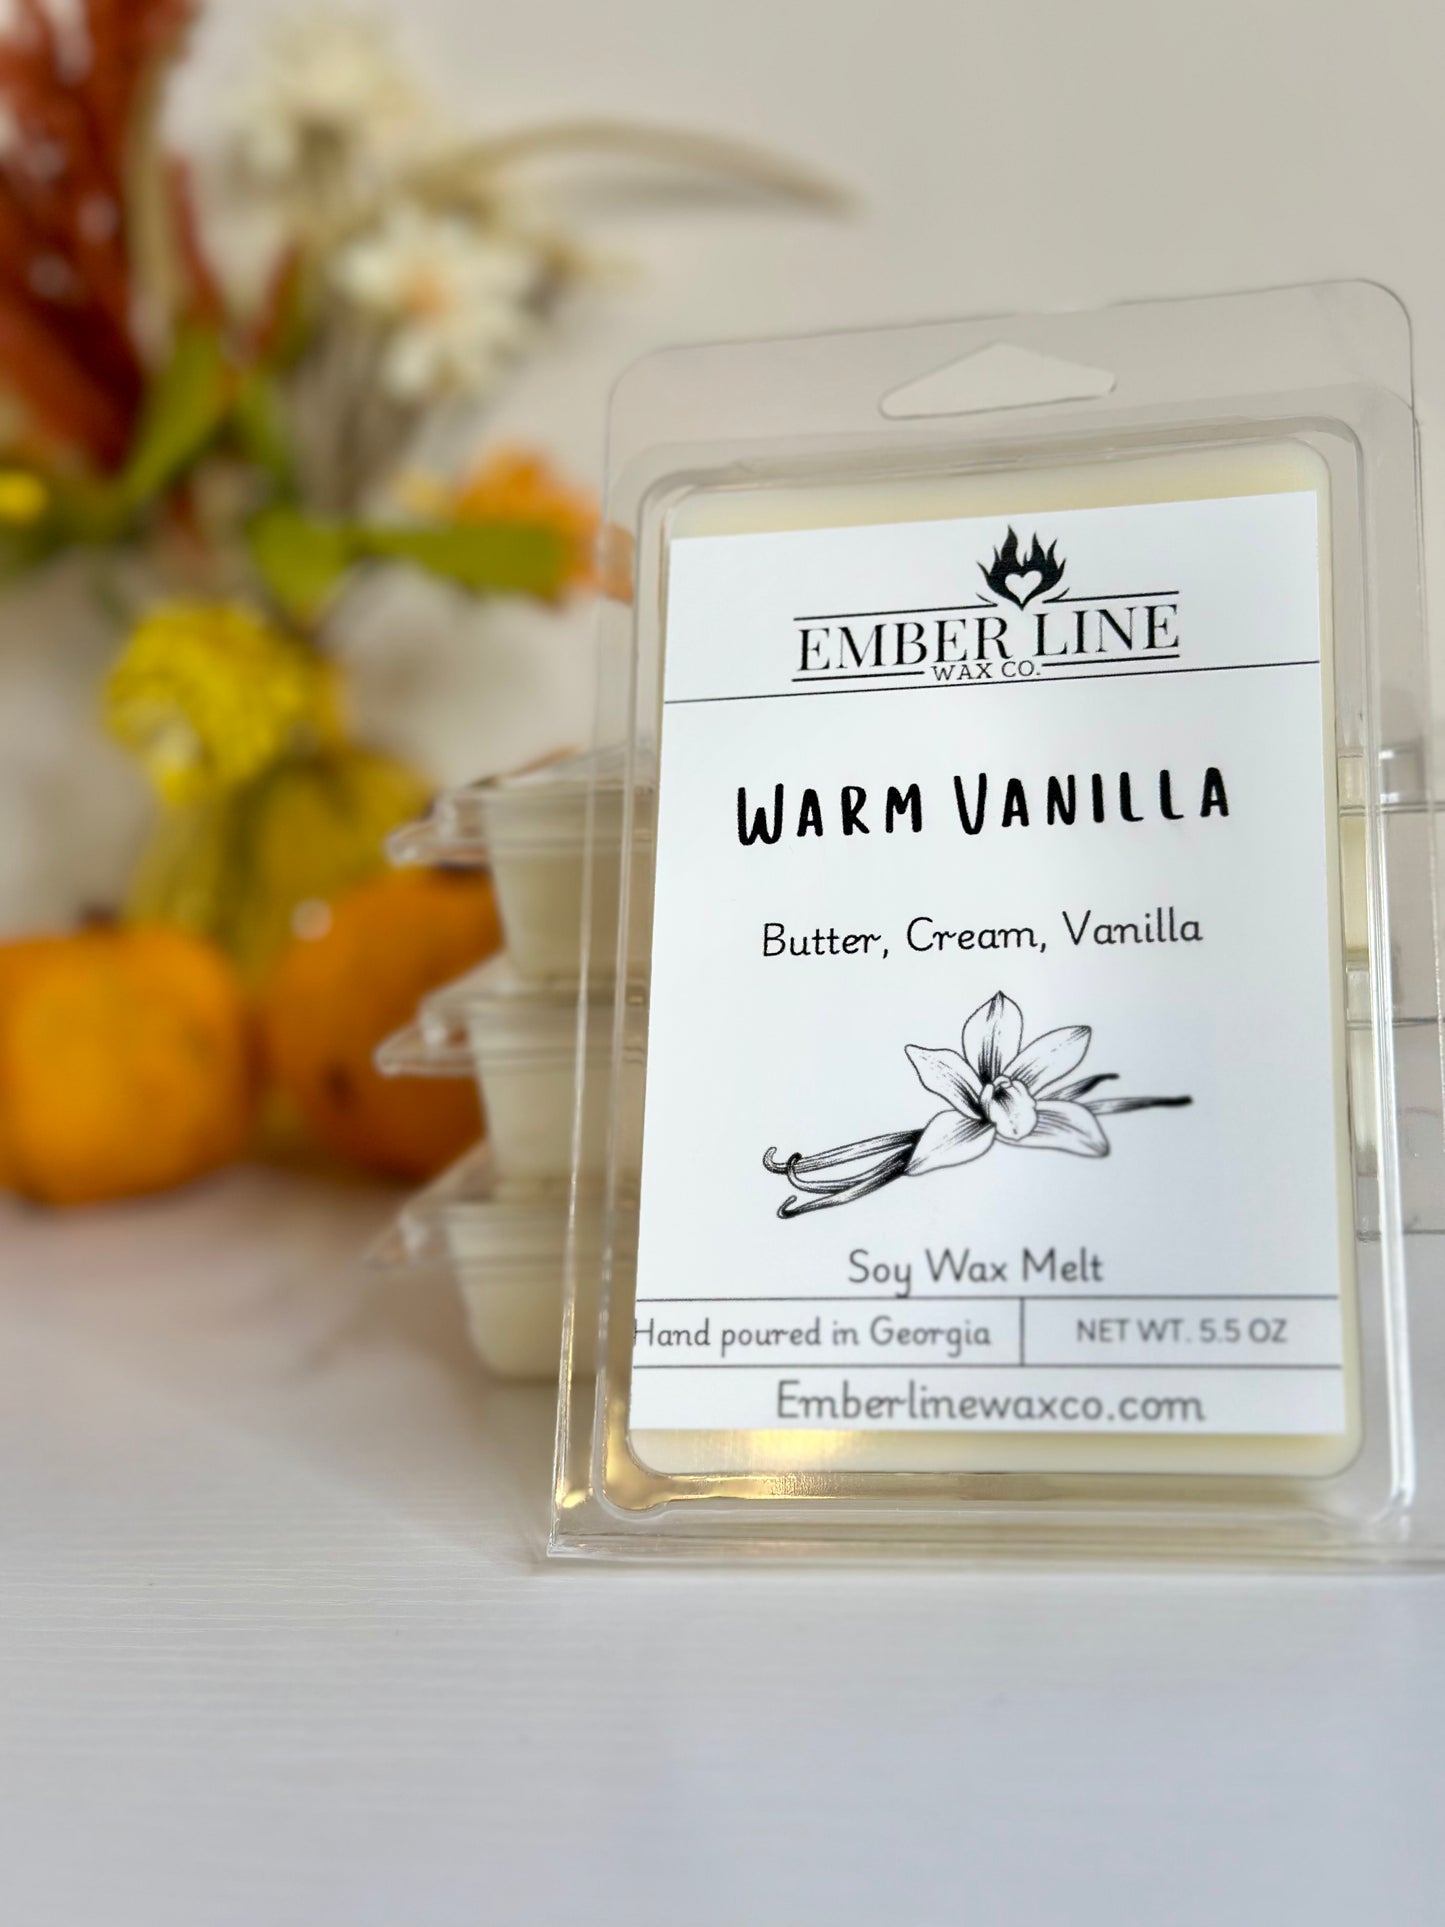 EMBER LINE
WAX CO.
WARM VANILLA
Butter, Cream, Vanilla
Soy Wax Melt
Hand poured in Georgia
NET WT. 5.5 OZ
Emberlinewaxco.com